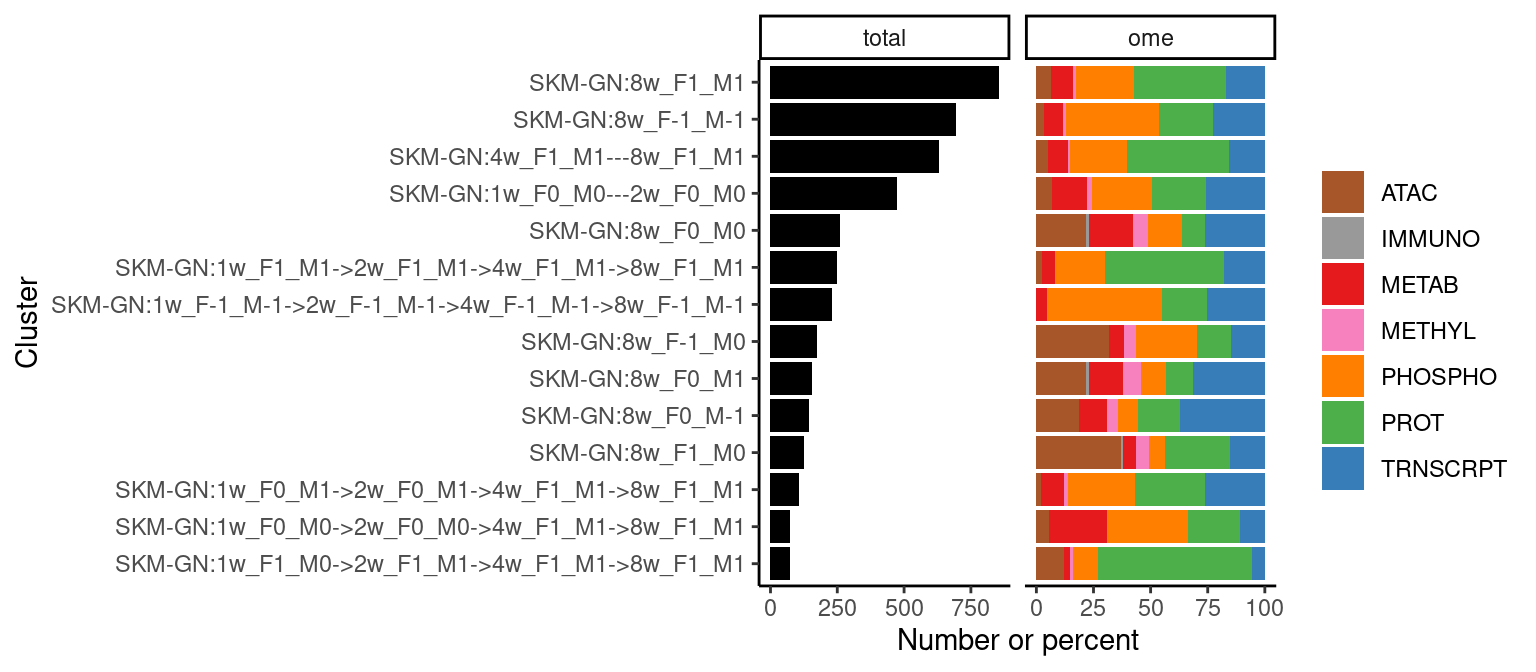 total
ome
SKM-GN:8w_F1_M1
SKM-GN:8w_F-1_M-1
SKM-GN:4w_F1_M1---8w_F1_M1
SKM-GN:1w_F0_M0---2w_F0_M0
SKM-GN:8w_F0_M0
SKM-GN:1w_F1_M1->2w_F1_M1->4w_F1_M1->8w_F1_M1
SKM-GN:1w_F-1_M-1->2w_F-1_M-1->4w_F-1_M-1->8w_F-1_M-1
SKM-GN:8w_F-1_M0
SKM-GN:8w_F0_M1
SKM-GN:8w_F0_M-1
SKM-GN:8w_F1_M0
SKM-GN:1w_F0_M1->2w_F0_M1->4w_F1_M1->8w_F1_M1
SKM-GN:1w_F0_M0->2w_F0_M0->4w_F1_M1->8w_F1_M1
SKM-GN:1w_F1_M0->2w_F1_M1->4w_F1_M1->8w_F1_M1
Cluster
0 250 500 750
0 25 50 75 100
Number or percent
ATAC
IMMUNO
METAB
METHYL
PHOSPHO
PROT
TRNSCRPT